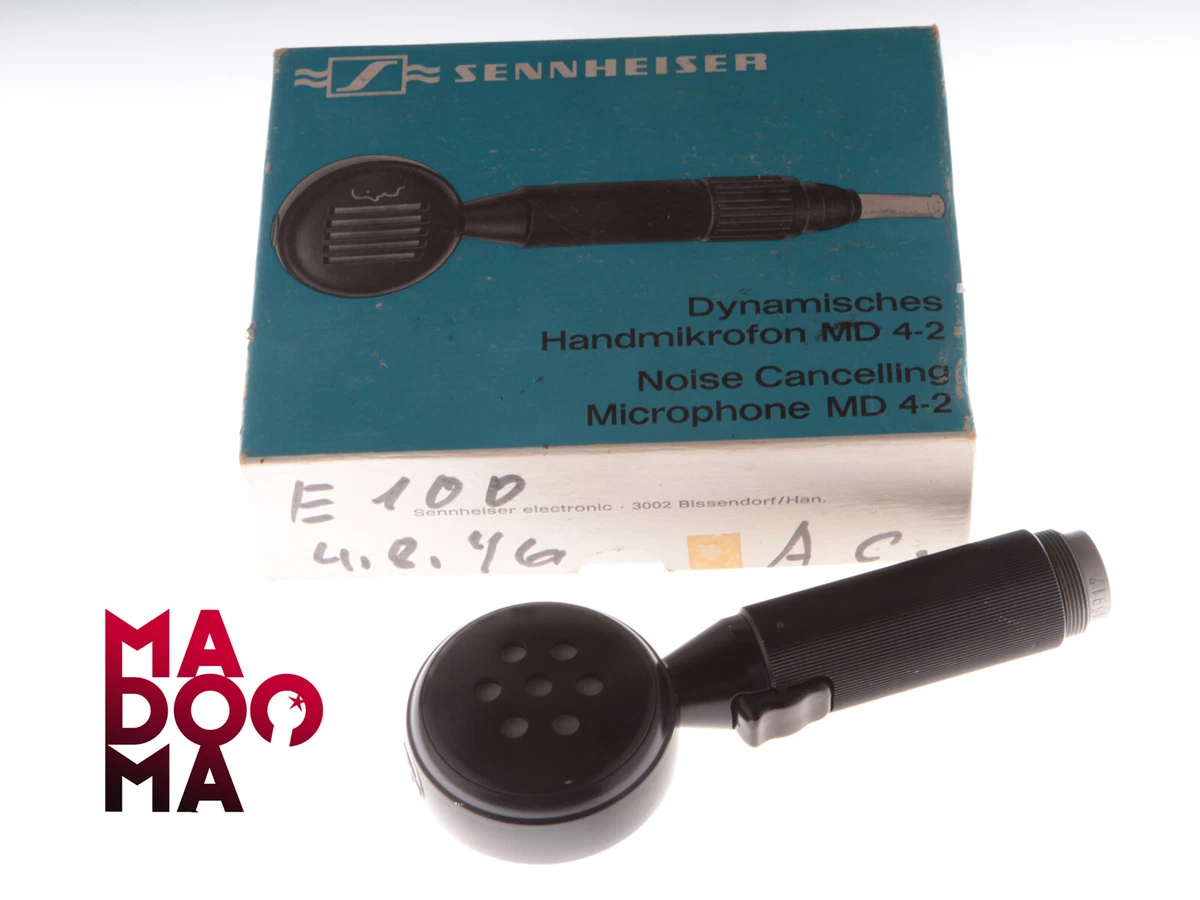 SENNHEISER
Dynamisches
Handmikrofon MD 4-2
Noise Cancelling
Microphone MD 4-2
E 100
Sennheiser electronic · 3002 Bissendorf/Han.
A C.
MA
DOO
MA